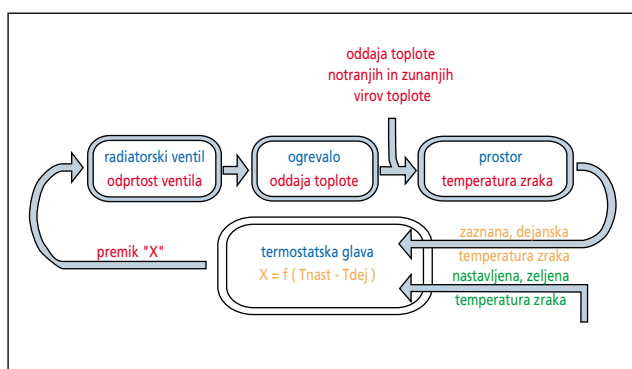 oddaja toplote
notranjih in zunanjih
virov toplote
radiatorski ventil
odprtost ventila
ogrevalo
oddaja toplote
prostor
temperatura zraka
premik "X"
termostatska glava
X = f ( Tnast - Tdej )
zaznana, dejanska
temperatura zraka
nastavljena, zeljena
temperatura zraka